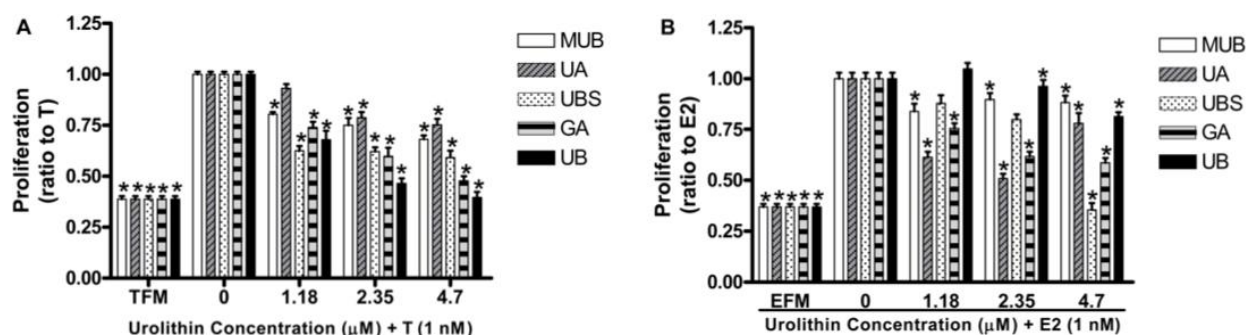 A
Proliferation
(ratio to T)
1.25
1.00
0.75
0.50
0.25
0.00
* * * * *
* * * *
* * * * *
* * * * *
TFM 0 1.18 2.35 4.7
Urolithin Concentration (μM) + T (1 nM)
MUB
UA
UBS
GA
UB
B
Proliferation
(ratio to E2)
1.25
1.00
0.75
0.50
0.25
0.00
* * * * *
* * *
* * * *
* * * * *
EFM 0 1.18 2.35 4.7
Urolithin Concentration (μM) + E2 (1 nM)
MUB
UA
UBS
GA
UB